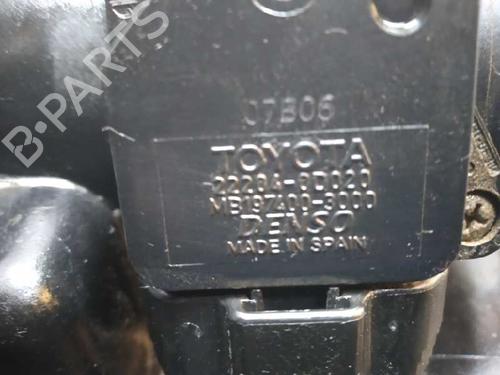 B-PARTS
07B06
TOYOTA
22204-0D020
MB197400-3000
DENSO
MADE IN SPAIN